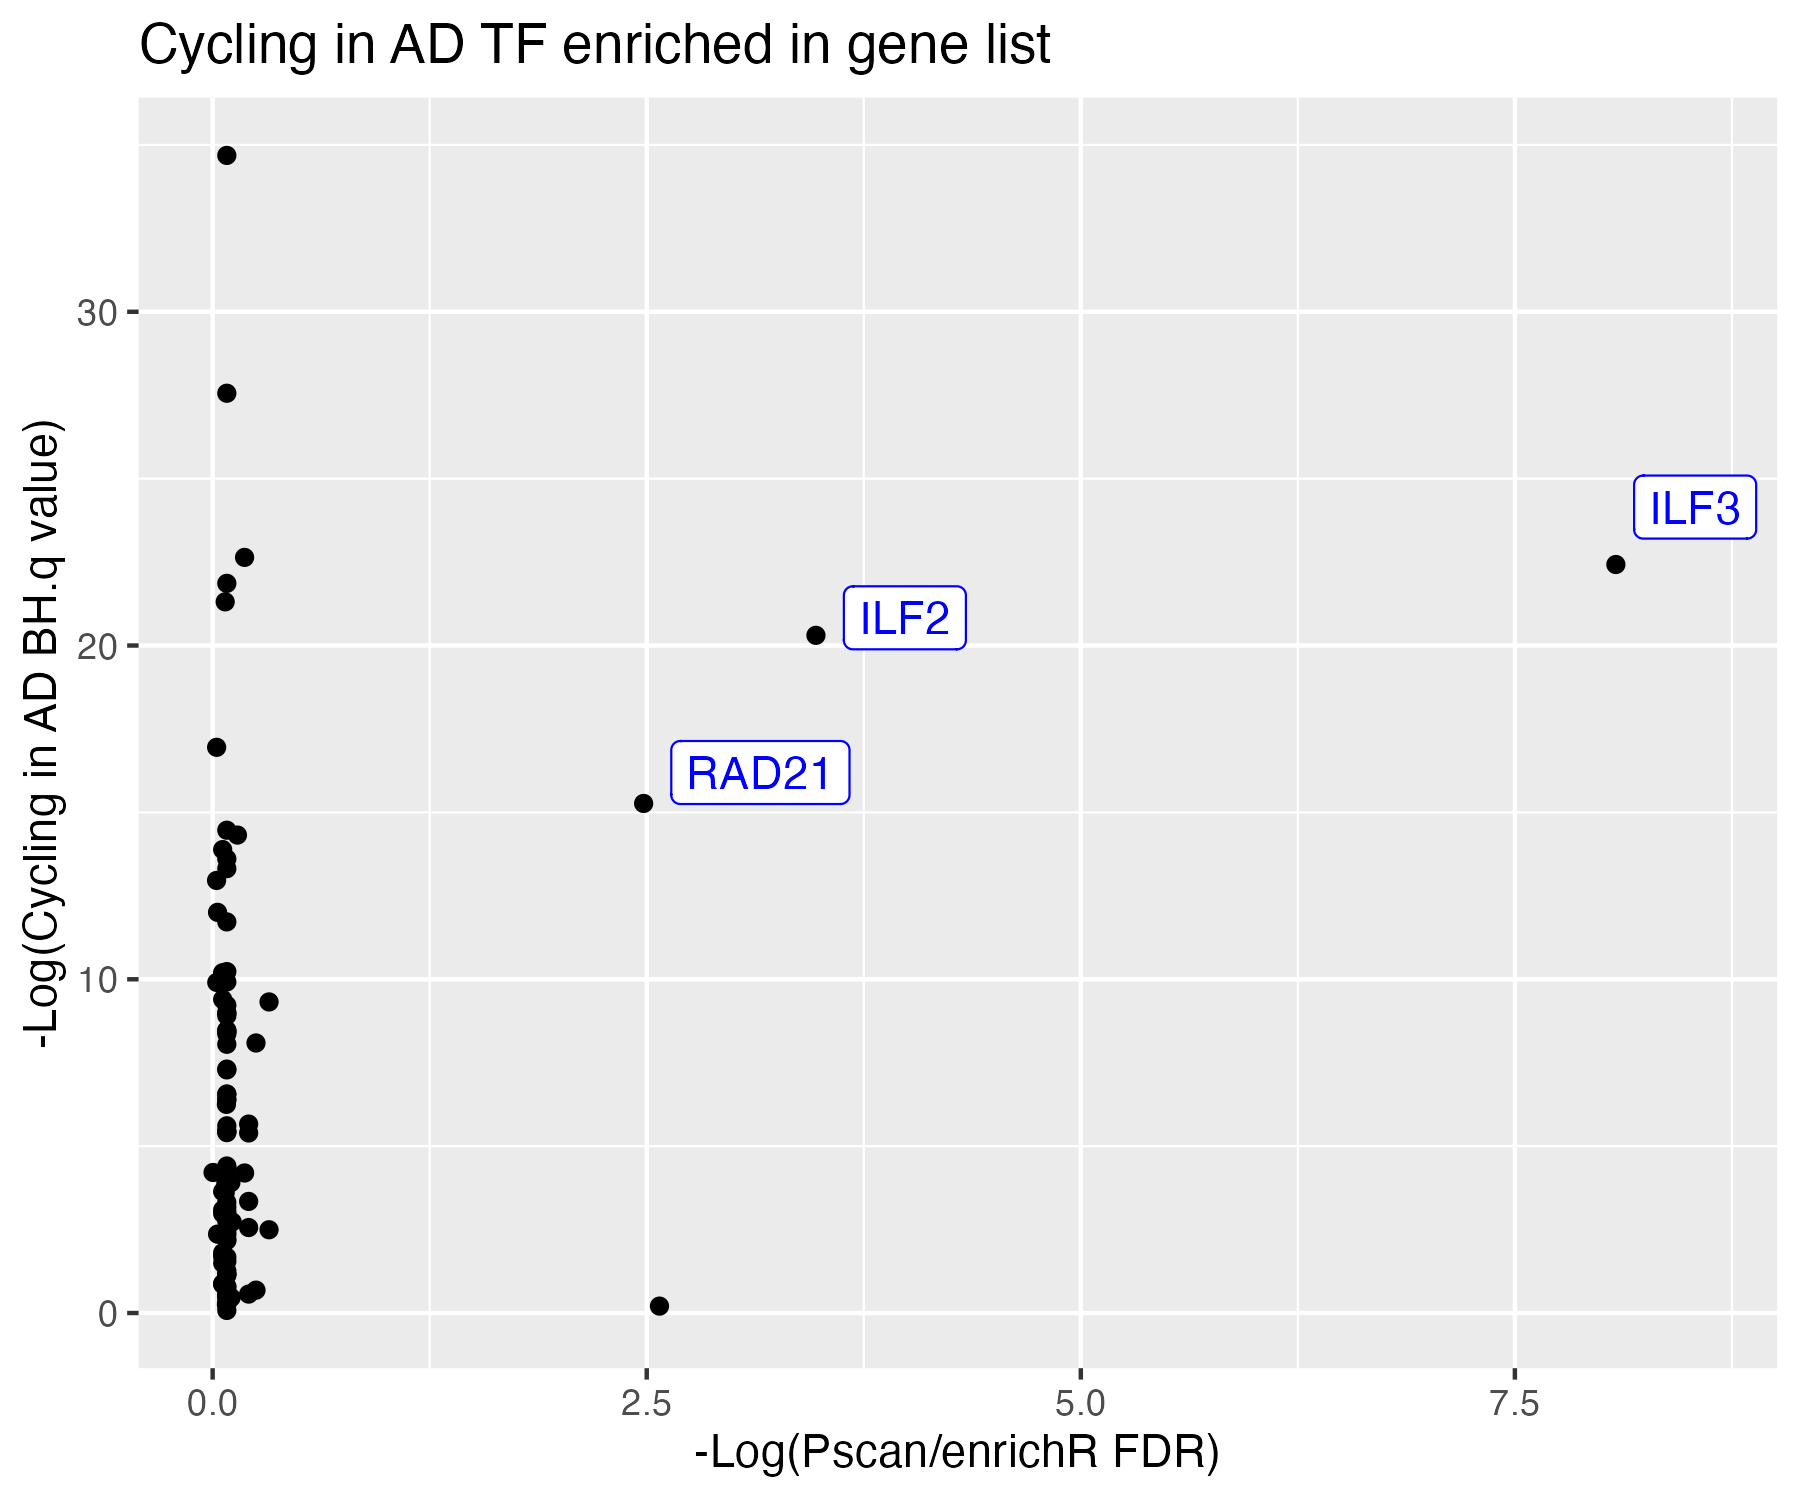 Cycling in AD TF enriched in gene list
-Log(Cycling in AD BH.q value)
30
20
10
0
ILF3
ILF2
RAD21
0.0 2.5 5.0 7.5
-Log(Pscan/enrichR FDR)